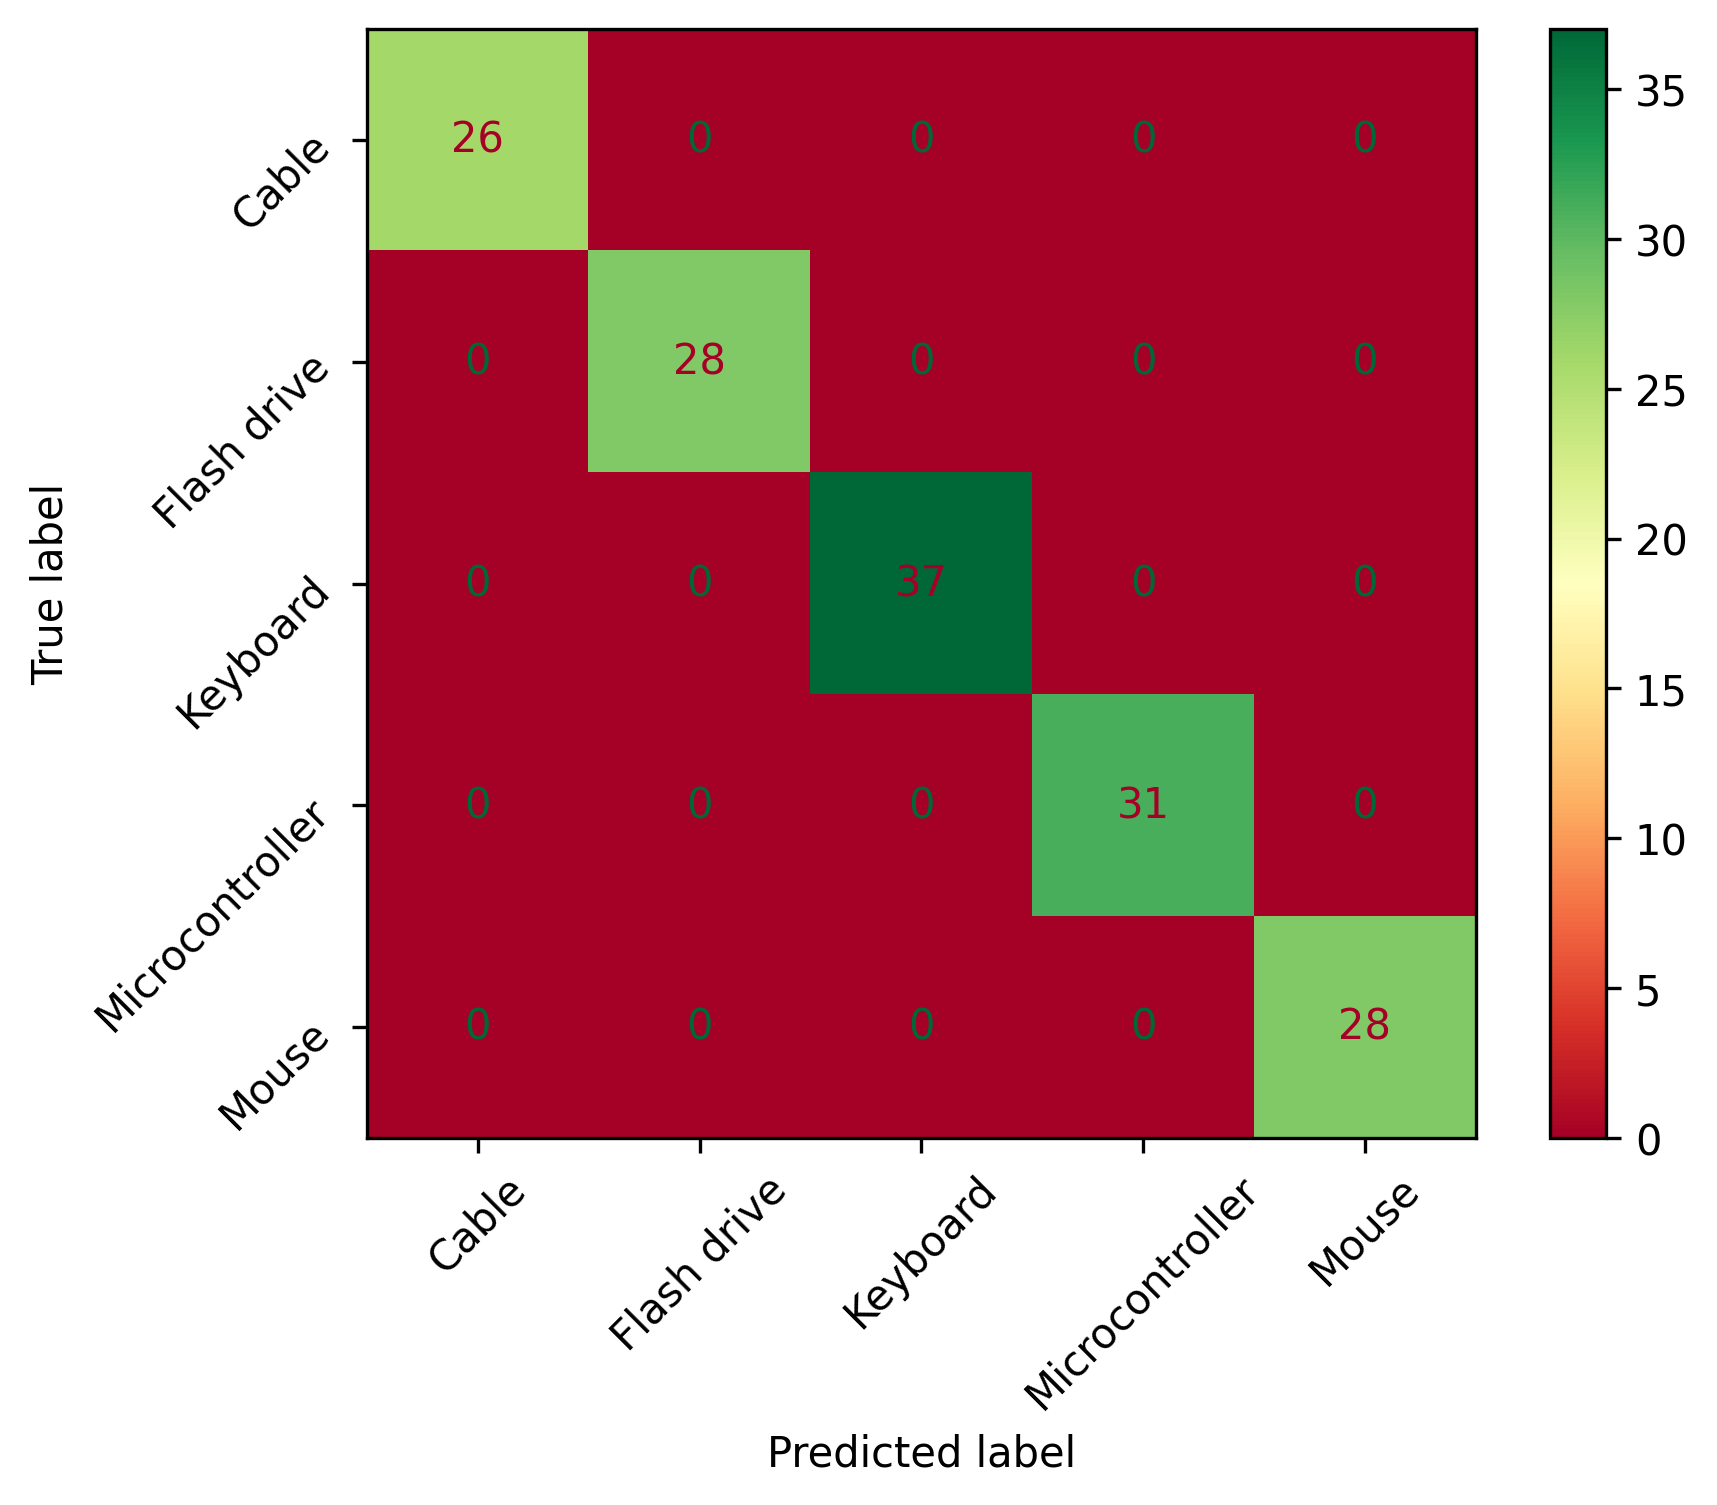 True label
Cable
26 0 0 0 0
Flash drive
0 28 0 0 0
Keyboard
0 0 37 0 0
Microcontroller
0 0 0 31 0
Mouse
0 0 0 0 28
Cable Flash drive Keyboard Microcontroller Mouse
Predicted label
35
30
25
20
15
10
5
0